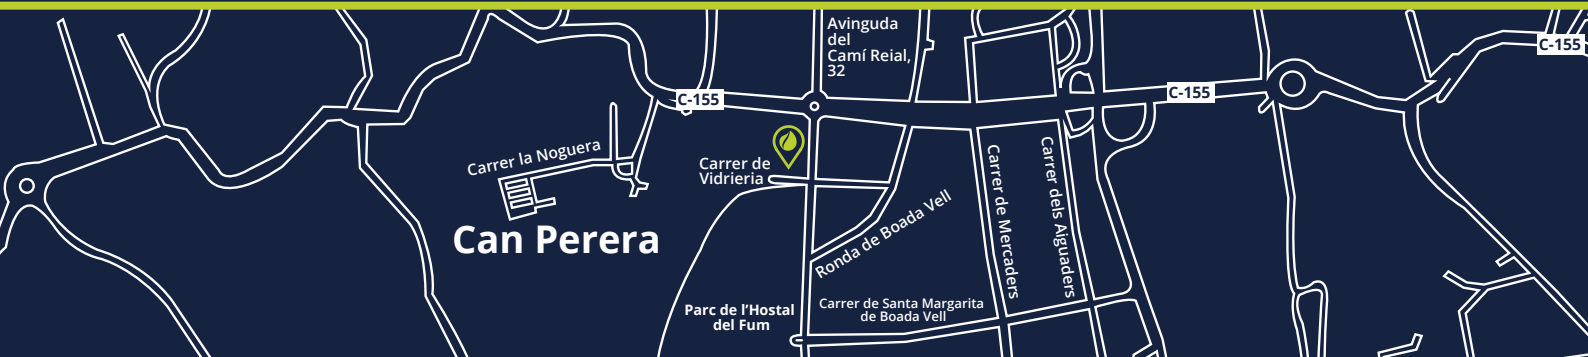 Avinguda
del
Camí Reial,
32
C-155
C-155
C-155
Carrer la Noguera
Carrer de
Vidrieria
Can Perera
Ronda de Boada Vell
Carrer de Mercaders
Carrer dels Aiguaders
Parc de l’Hostal
del Fum
Carrer de Santa Margarita
de Boada Vell